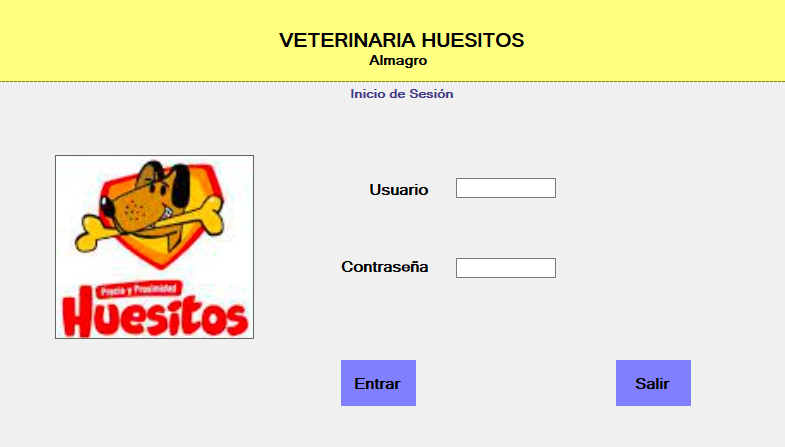 VETERINARIA HUESITOS
Almagro
Inicio de Sesión
Usuario
Contraseña
Precio y Proximidad
Huesitos
Entrar
Salir